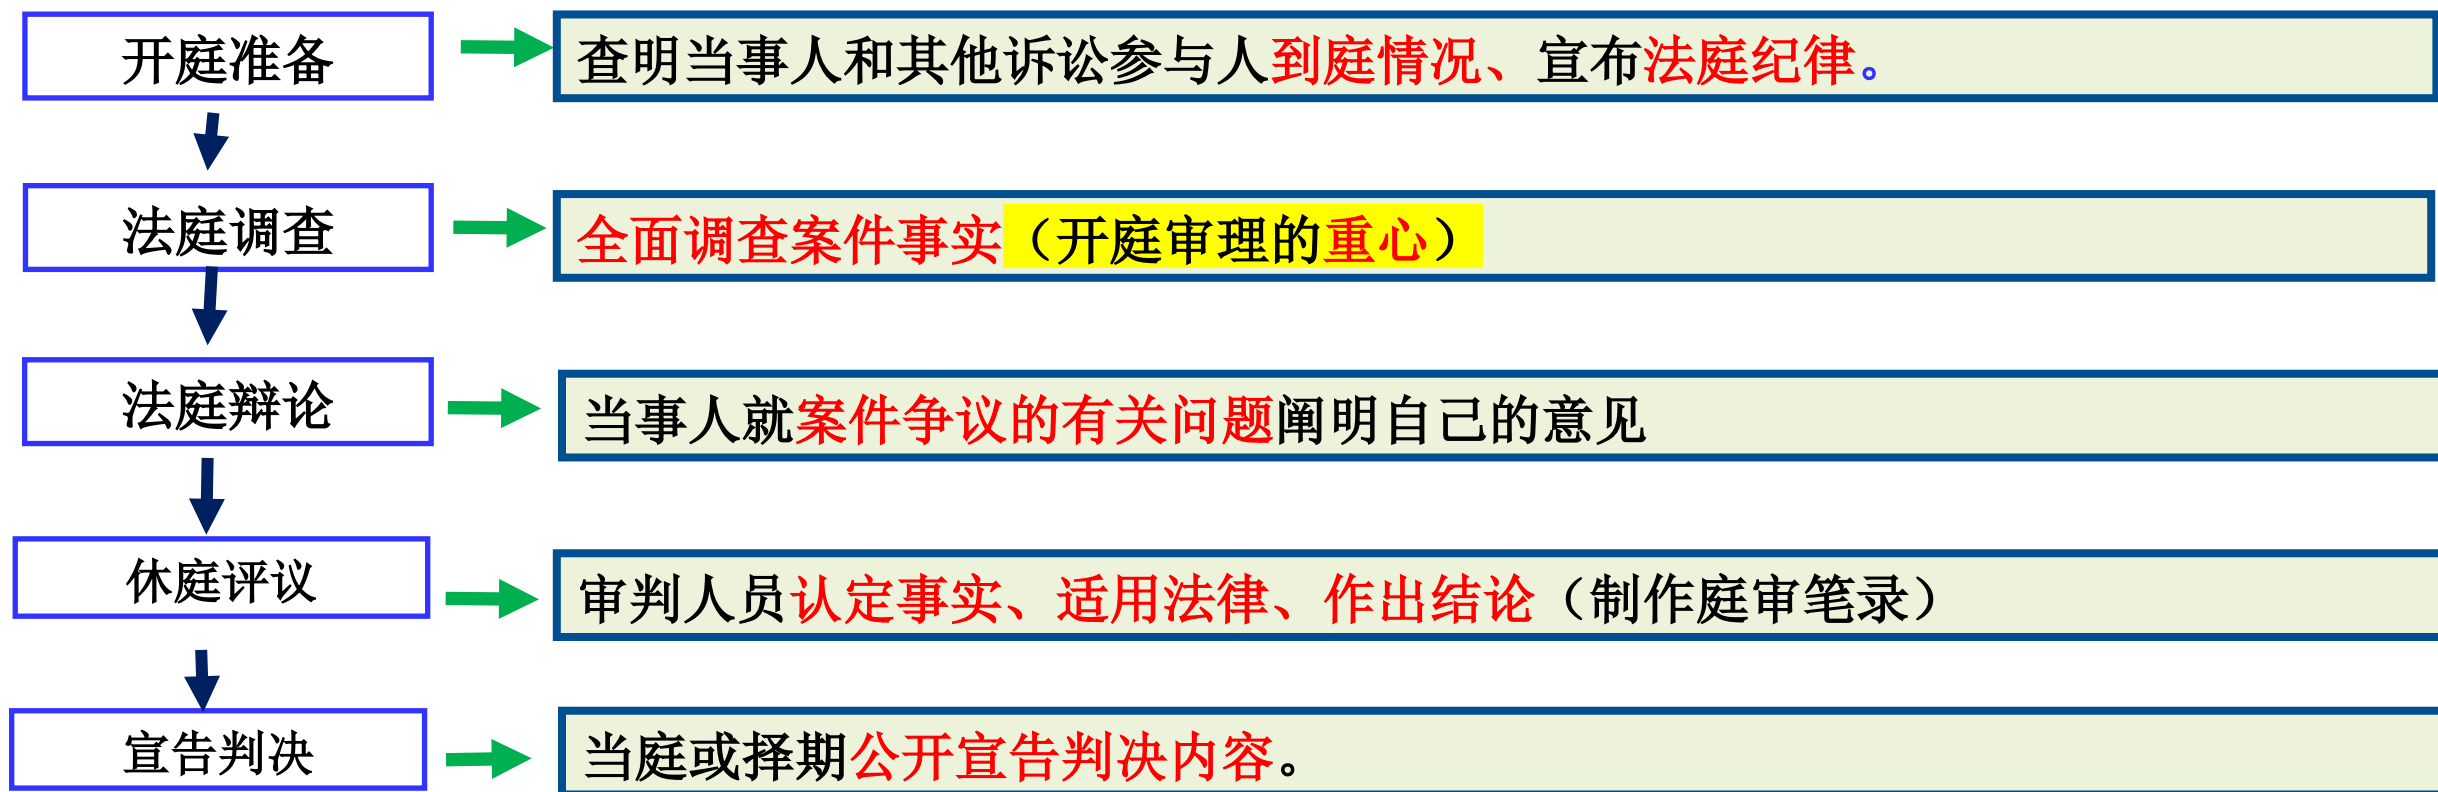 开庭准备
查明当事人和其他诉讼参与人到庭情况、宣布法庭纪律。
法庭调查
全面调查案件事实（开庭审理的重心）
法庭辩论
当事人就案件争议的有关问题阐明自己的意见
休庭评议
审判人员认定事实、适用法律、作出结论（制作庭审笔录）
宣告判决
当庭或择期公开宣告判决内容。